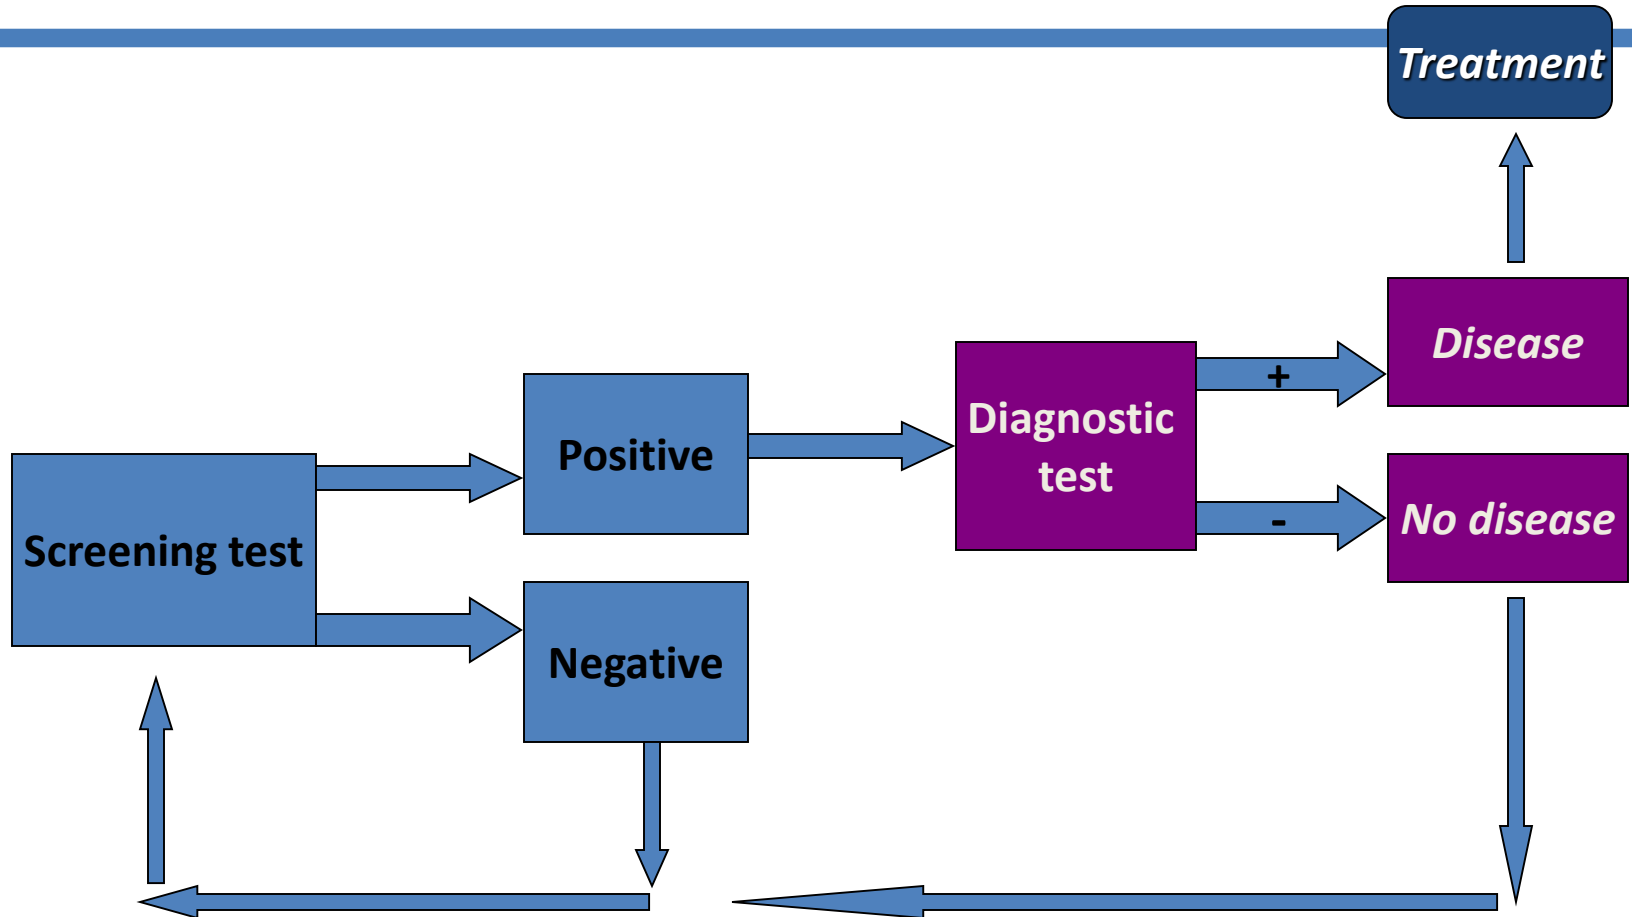 Treatment
Disease
+
Positive
Diagnostic
test
No disease
-
Screening test
Negative